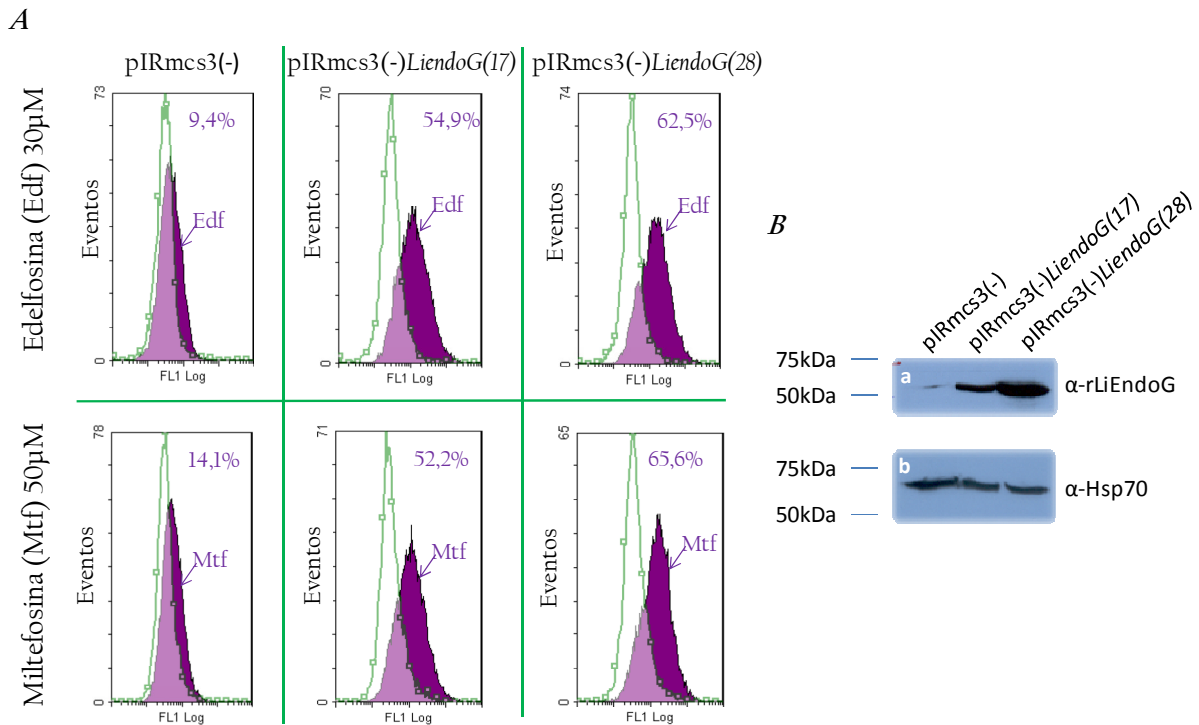 A
pIRmcs3(-)
pIRmcs3(-)LiendoG(17)
pIRmcs3(-)LiendoG(28)
Edelfosina (Edf) 30µM
73
9,4%
Eventos
Edf
0
FL1 Log
70
54,9%
Eventos
Edf
0
FL1 Log
74
62,5%
Eventos
Edf
0
FL1 Log
Miltefosina (Mtf) 50µM
78
14,1%
Eventos
Mtf
0
FL1 Log
71
52,2%
Eventos
Mtf
0
FL1 Log
65
65,6%
Eventos
Mtf
0
FL1 Log
B
pIRmcs3(-)
pIRmcs3(-)LiendoG(17)
pIRmcs3(-)LiendoG(28)
75kDa
50kDa
a
α-rLiEndoG
75kDa
50kDa
b
α-Hsp70